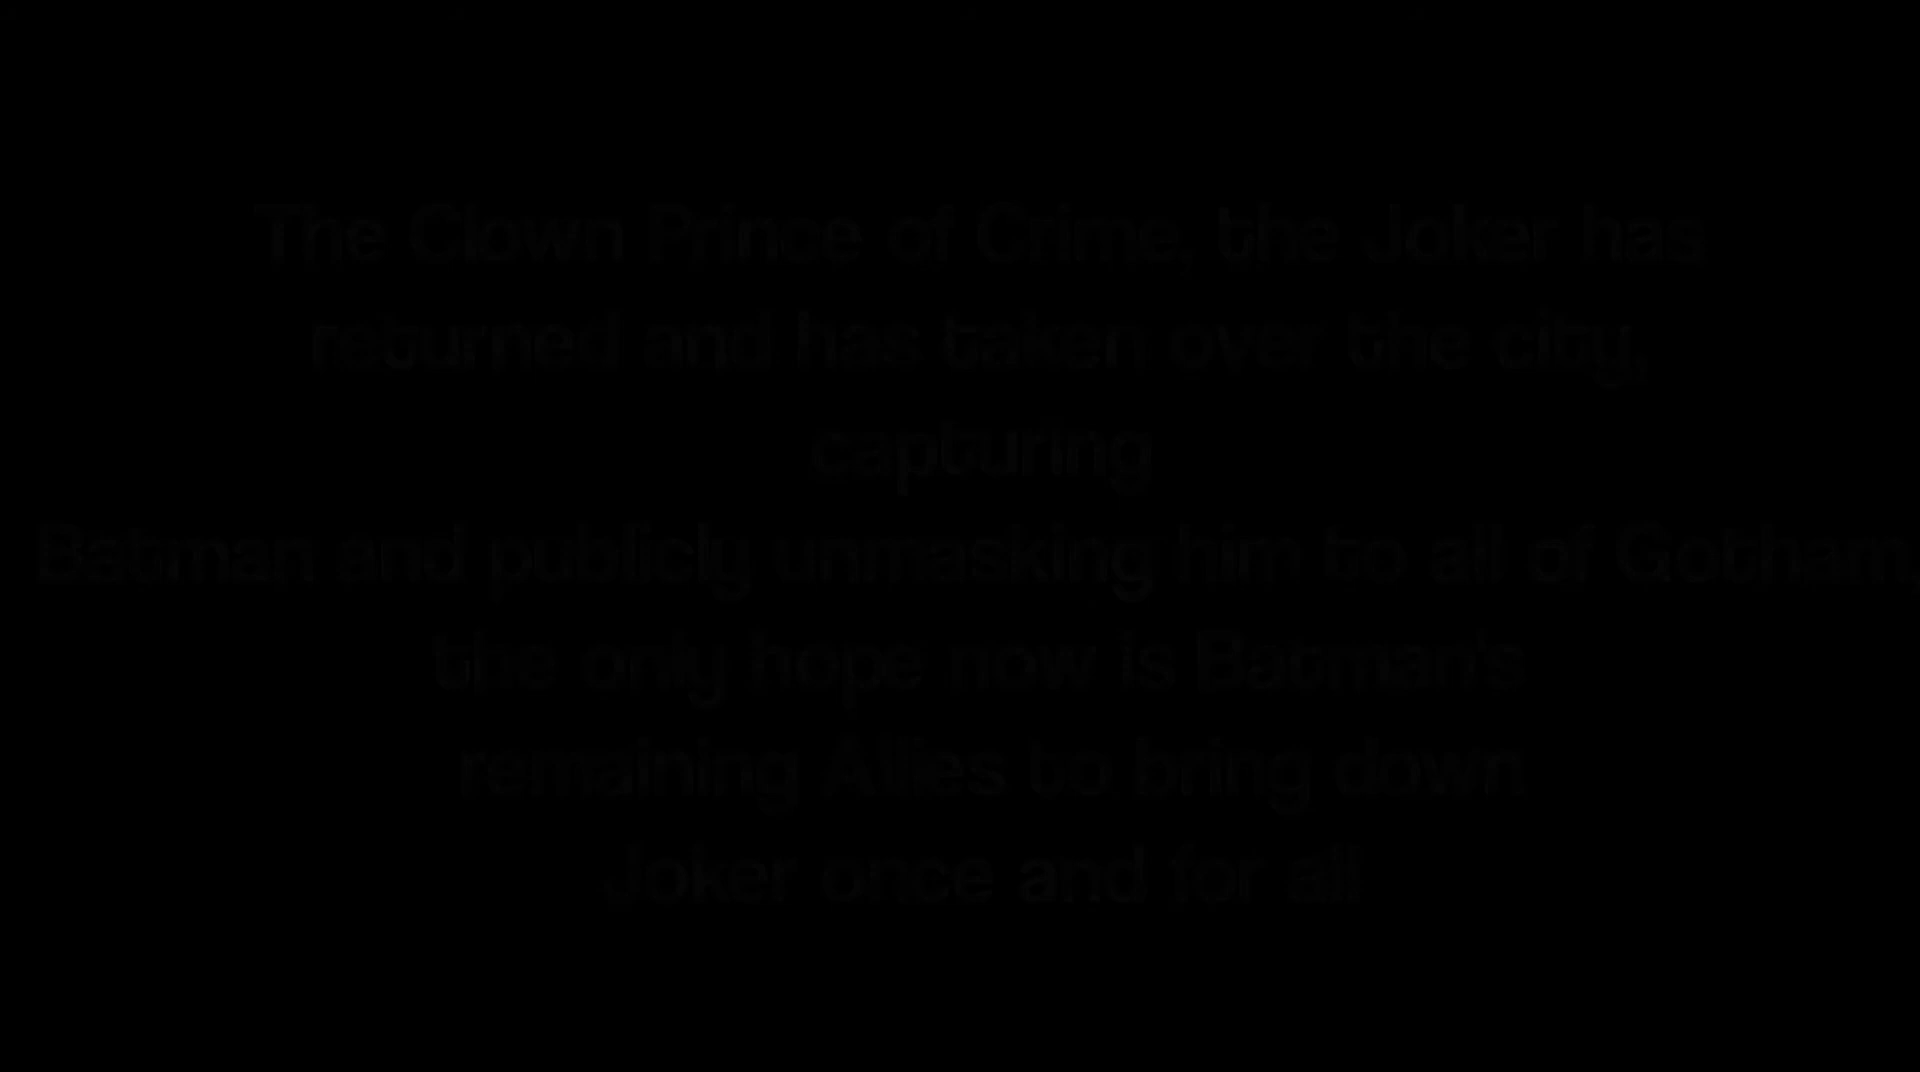 The Clown Prince of Crime, the Joker has
returned and has taken over the city,
capturing
Batman and publicly unmasking him to all of Gotham,
the only hope now is Batman's
remaining Allies to bring down
Joker once and for all